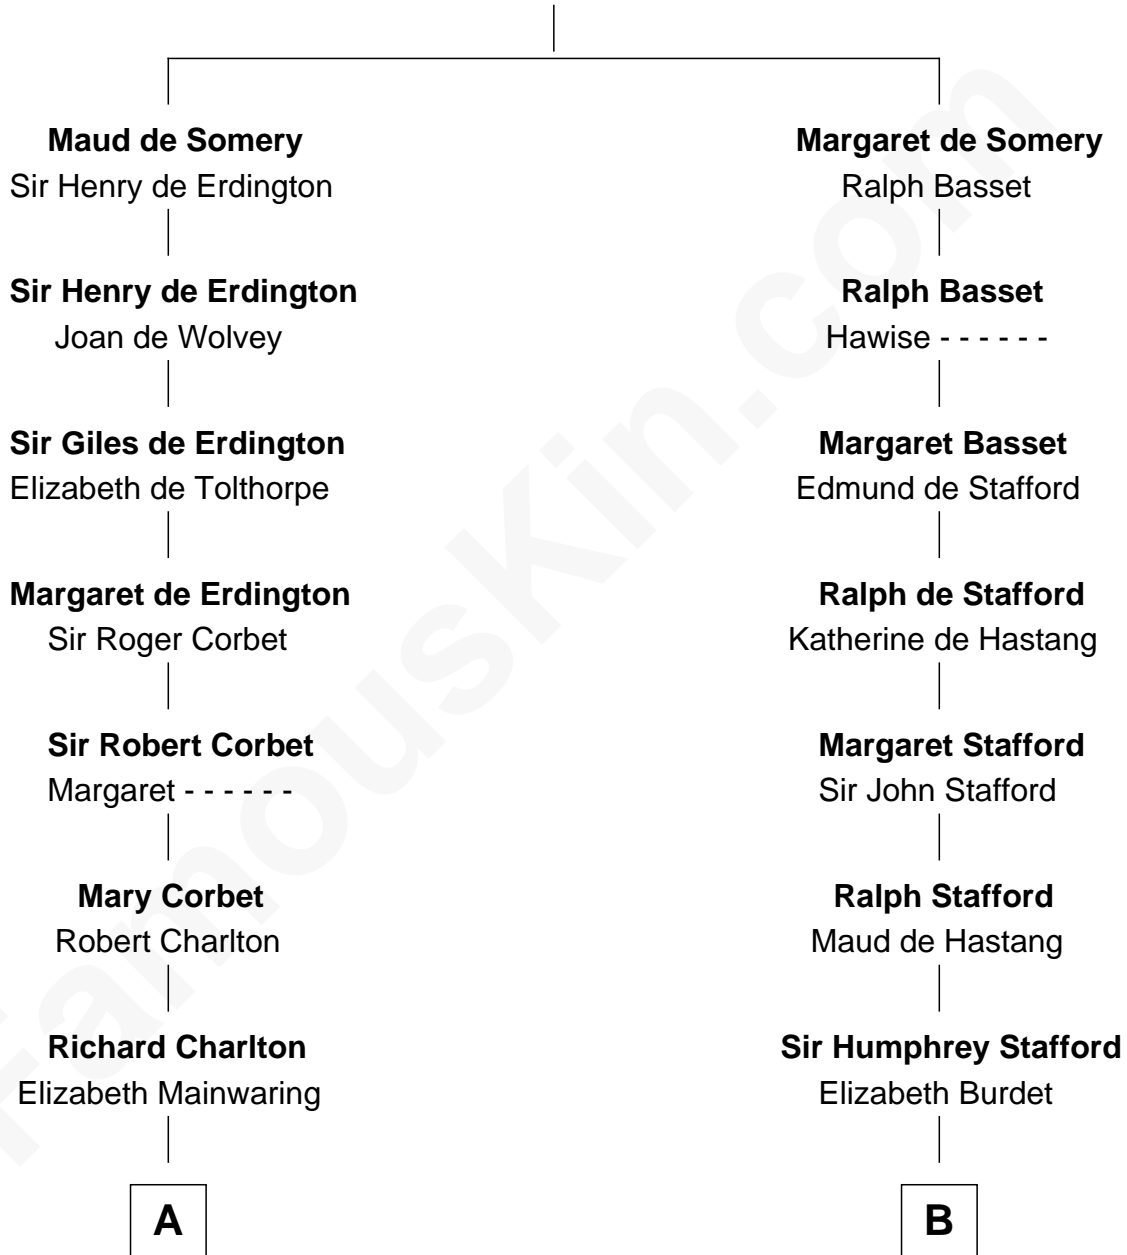 Maud de Somery
Sir Henry de Erdington
Sir Henry de Erdington
Joan de Wolvey
Sir Giles de Erdington
Elizabeth de Tolthorpe
Margaret de Erdington
Sir Roger Corbet
Sir Robert Corbet
Margaret - - - - - -
Mary Corbet
Robert Charlton
Richard Charlton
Elizabeth Mainwaring
A
Margaret de Somery
Ralph Basset
Ralph Basset
Hawise - - - - - -
Margaret Basset
Edmund de Stafford
Ralph de Stafford
Katherine de Hastang
Margaret Stafford
Sir John Stafford
Ralph Stafford
Maud de Hastang
Sir Humphrey Stafford
Elizabeth Burdet
B
FamousKin.com